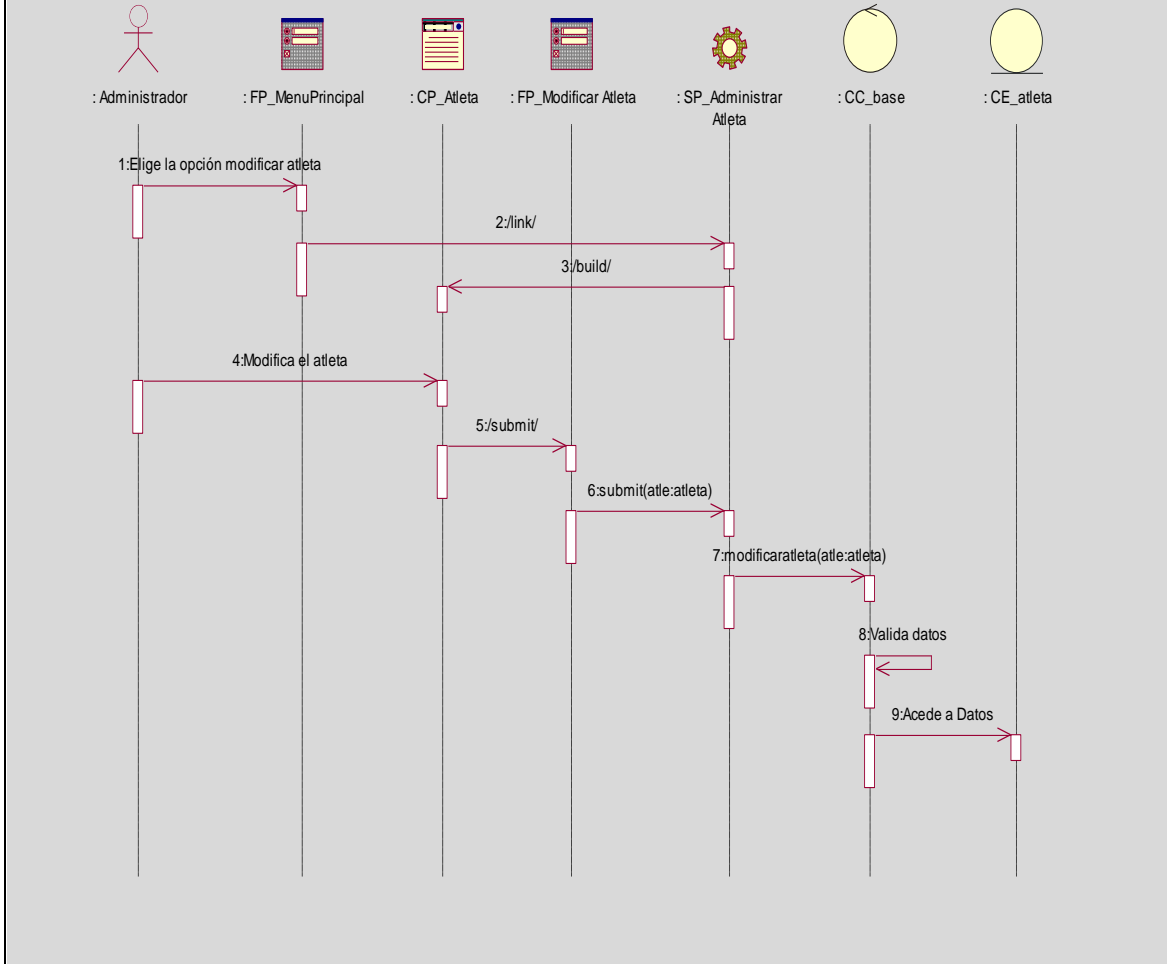 : Administrador
: FP_MenuPrincipal
: CP_Atleta
: FP_Modificar Atleta
: SP_Administrar
Atleta
: CC_base
: CE_atleta
1:Elige la opción modificar atleta
2:/link/
3:/build/
4:Modifica el atleta
5:/submit/
6:submit(atle:atleta)
7:modificaratleta(atle:atleta)
8:Valida datos
9:Acede a Datos